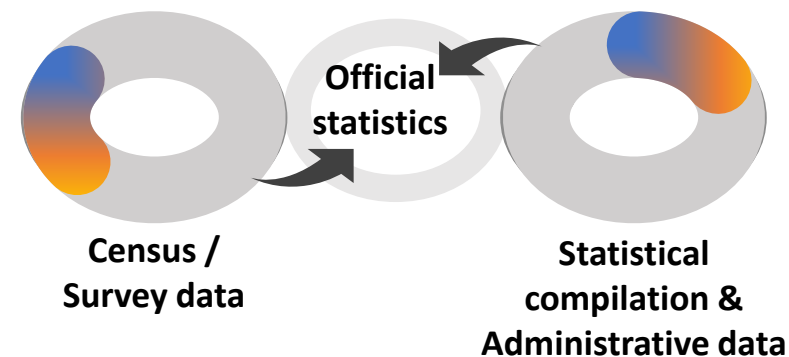 Official
statistics
Census /
Survey data
Statistical
compilation &
Administrative data